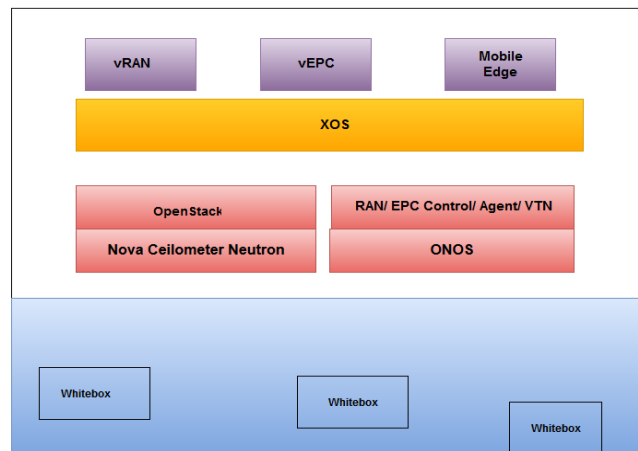 vRAN
vEPC
Mobile
Edge
XOS
OpenStack
RAN/ EPC Control/ Agent/ VTN
Nova Ceilometer Neutron
ONOS
Whitebox
Whitebox
Whitebox